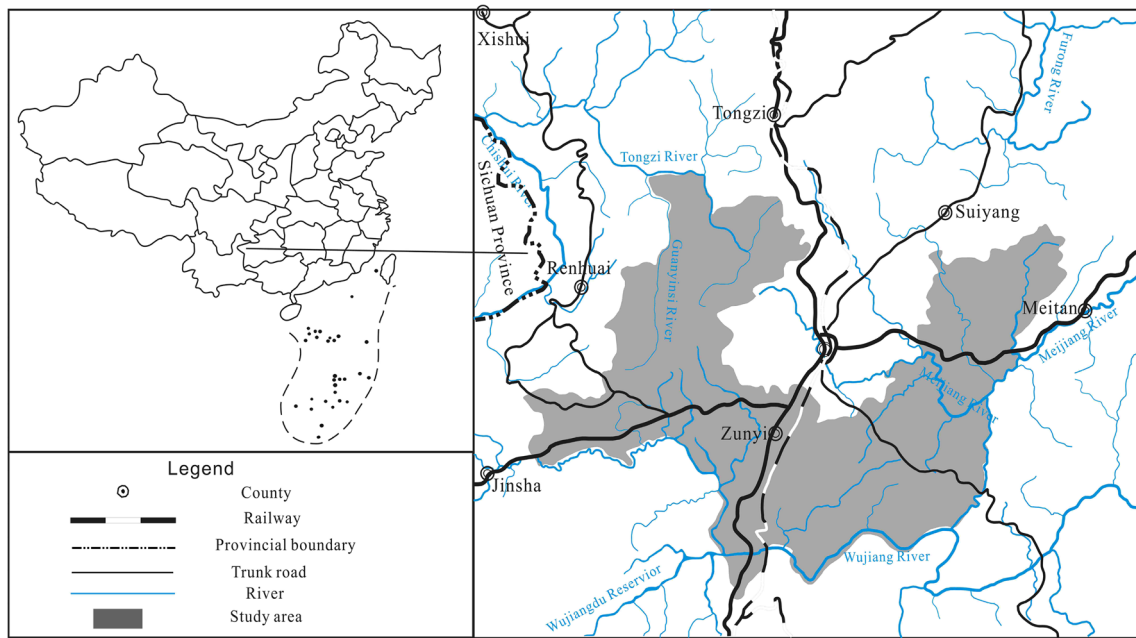 Xishui
Furong River
Tongzi
Chishui River
Tongzi River
Sichuan Province
Suiyang
Guanyinsi River
Renhuai
Meitan
Meijiang River
Meijiang River
Zunyi
Jinsha
Wujiang River
Wujiangdu Reservior
Legend
County
Railway
Provincial boundary
Trunk road
River
Study area